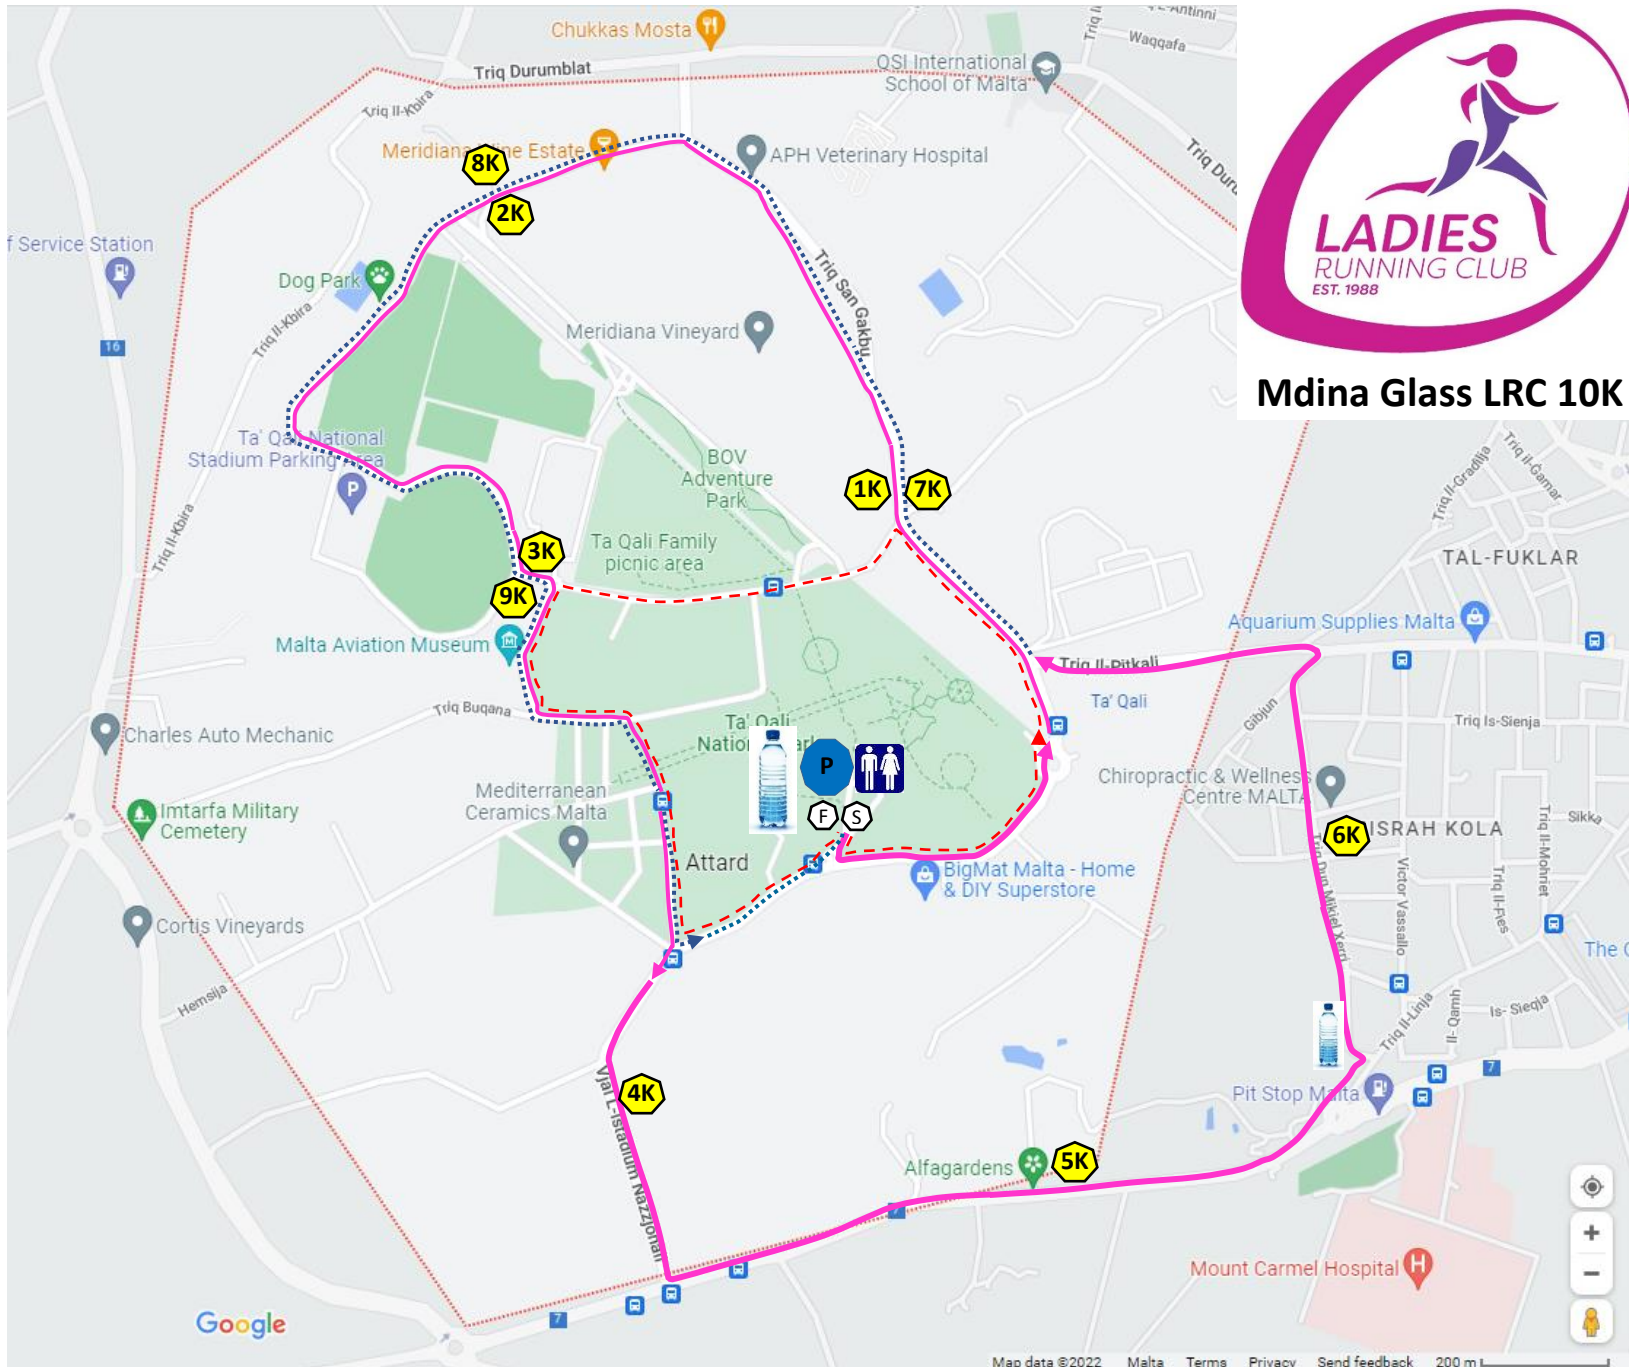 Chukkas Mosta
Triq Durumblat
Triq Il-Kbira
QSI International
School of Malta
Waqqafa
Meridiana Wine Estate
APH Veterinary Hospital
8K
2K
LADIES
RUNNING CLUB
EST. 1988
Mdina Glass LRC 10K
f Service Station
Dog Park
Triq San Gakbu
Triq Il-Kbira
16
Meridiana Vineyard
Ta' Qali National
Stadium Parking Area
P
BOV
Adventure
Park
1K
7K
Triq il-Gradilja
Triq il-Ġamar
Triq Il-Kbira
3K
Ta Qali Family
picnic area
TAL-FUKLAR
9K
Malta Aviation Museum
Aquarium Supplies Malta
Triq Il-Pitkali
Triq Buqana
Ta' Qali
Gibjun
Triq Is-Sienja
Charles Auto Mechanic
Ta' Qali
National Park
P
Chiropractic & Wellness
Centre MALTA
Mediterranean
Ceramics Malta
Imtarfa Military
Cemetery
F
S
6K
ISRAH KOLA
Sikka
Attard
BigMat Malta - Home
& DIY Superstore
Triq Dun Mikiel Xerri
Victor Vassallo
Triq Il-Mohriet
Cortis Vineyards
The
Hemsija
Triq Il-Linja
Il- Qamh
Is- Sieqja
7
4K
Vjal L-Istadium Nazzjonali
Pit Stop Malta
Alfagardens
5K
7
Mount Carmel Hospital
H
Google
7
Map data ©2022 Malta Terms Privacy Send feedback 200 m